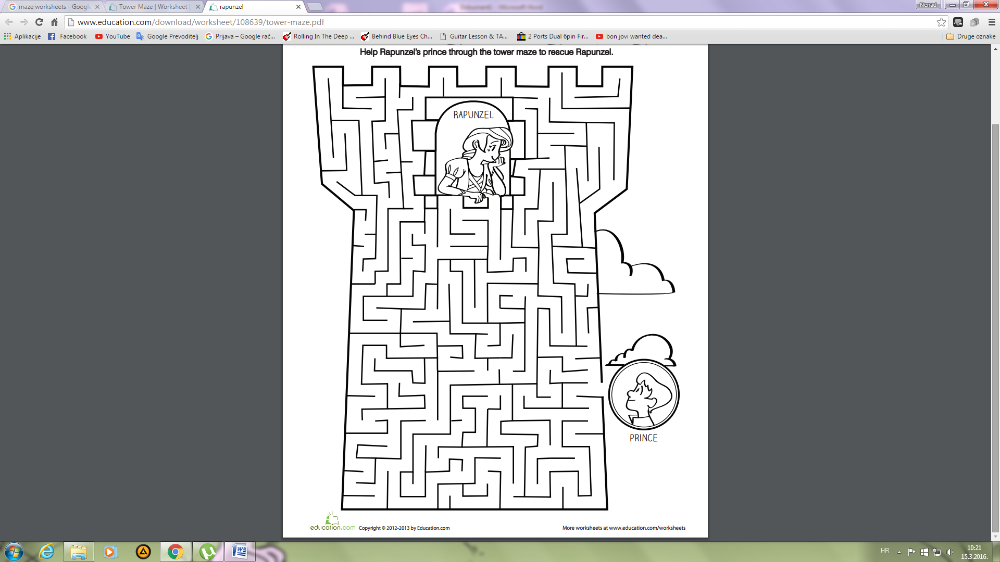 maze worksheets - Google
Tower Maze | Worksheet |
rapunzel
Nenad
www.education.com/download/worksheet/108639/tower-maze.pdf
Aplikacije
Facebook
YouTube
Google Prevoditelj
Prijava – Google rač...
Rolling In The Deep ...
Behind Blue Eyes Ch...
Guitar Lesson & TA...
2 Ports Dual 6pin Fir...
bon jovi wanted dea...
Druge oznake
Help Rapunzel's prince through the tower maze to rescue Rapunzel.
RAPUNZEL
PRINCE
education.com
Copyright © 2012-2013 by Education.com
More worksheets at www.education.com/worksheets
HR
10:21
15.3.2016.